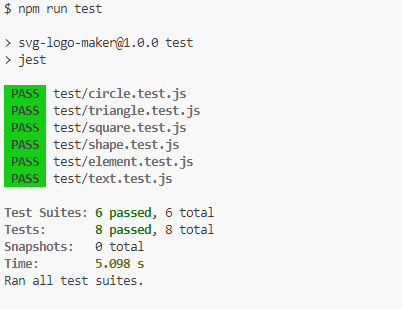 $ npm run test
> svg-logo-maker@1.0.0 test
> jest
PASS test/circle.test.js
PASS test/triangle.test.js
PASS test/square.test.js
PASS test/shape.test.js
PASS test/element.test.js
PASS test/text.test.js
Test Suites: 6 passed, 6 total
Tests:       8 passed, 8 total
Snapshots:   0 total
Time:        5.098 s
Ran all test suites.